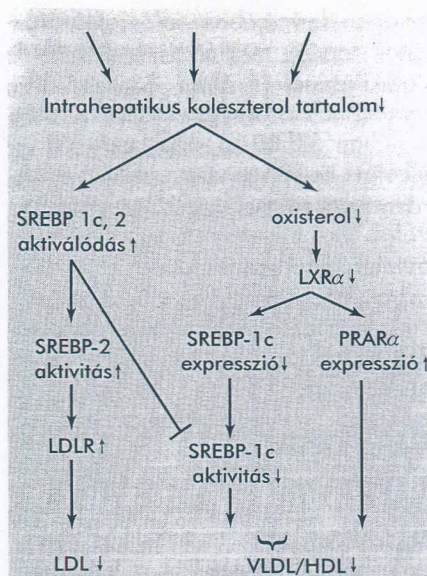 Intrahepatikus koleszterol tartalom↓
SREBP 1c, 2
aktiválódás↑
oxisterol↓
LXRα↓
SREBP-2
aktivitás↑
SREBP-1c
expresszió↓
PRARα
expresszió↑
LDLR↑
SREBP-1c
aktivitás↓
LDL ↓
VLDL/HDL↓